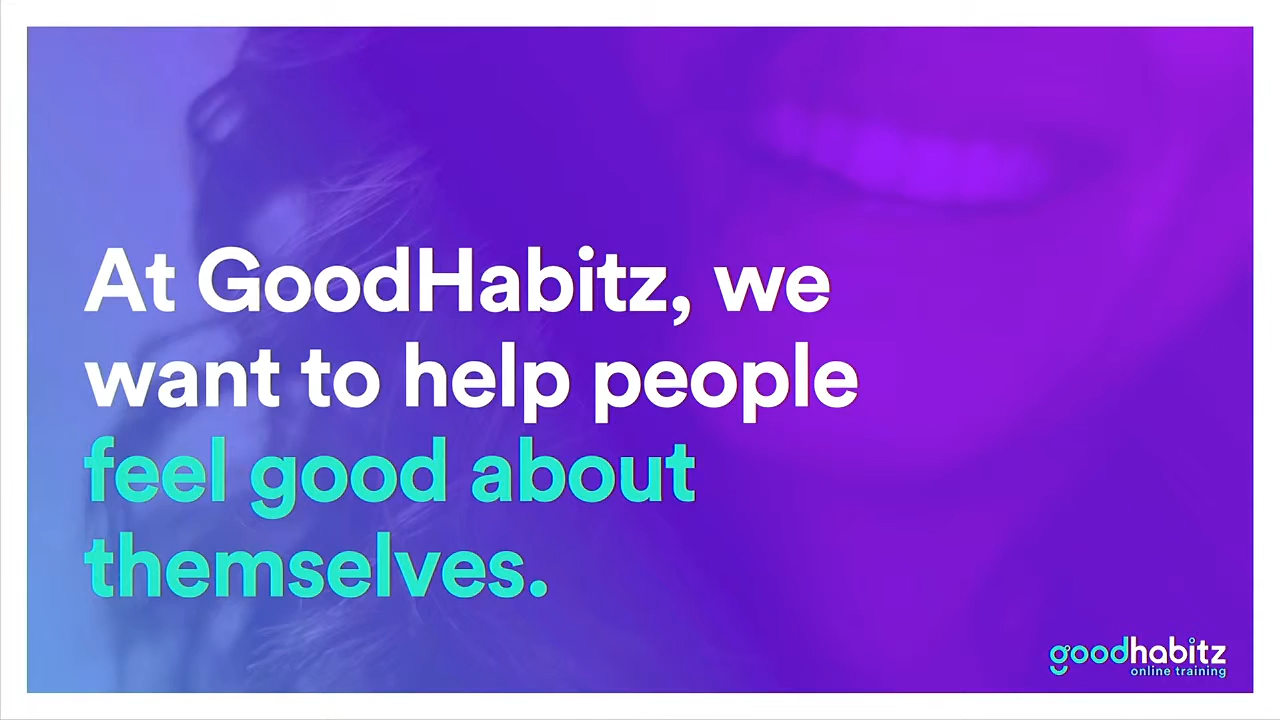 At GoodHabitz, we
want to help people
feel good about
themselves.
goodhabitz
online training